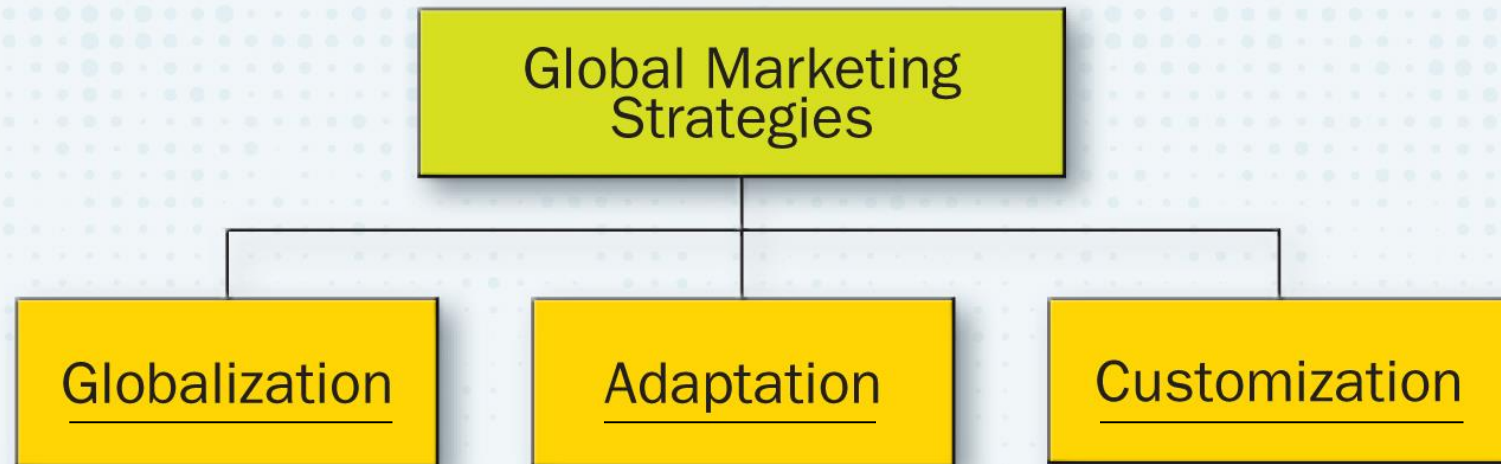 Global Marketing
Strategies
Globalization
Adaptation
Customization